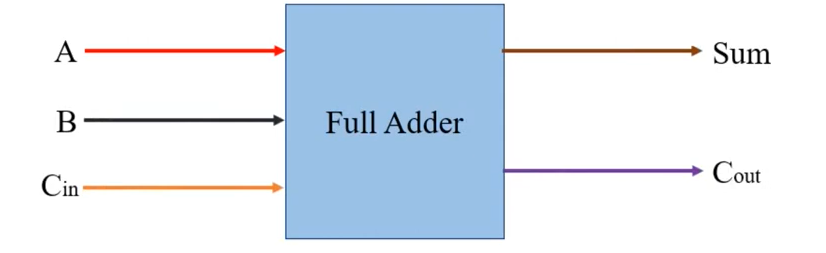 A
B
Cin
Full Adder
Sum
Cout